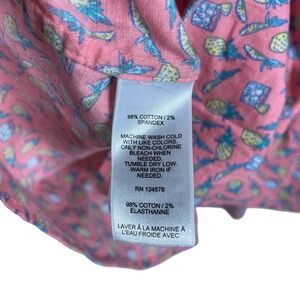 98% COTTON / 2%
SPANDEX
MACHINE WASH COLD
WITH LIKE COLORS.
ONLY NON-CHLORINE
BLEACH WHEN
NEEDED.
TUMBLE DRY LOW.
WARM IRON IF
NEEDED.
RN 134578
98% COTON / 2%
ELASTHANNE
LAVER À LA MACHINE À
L'EAU FROIDE AVEC